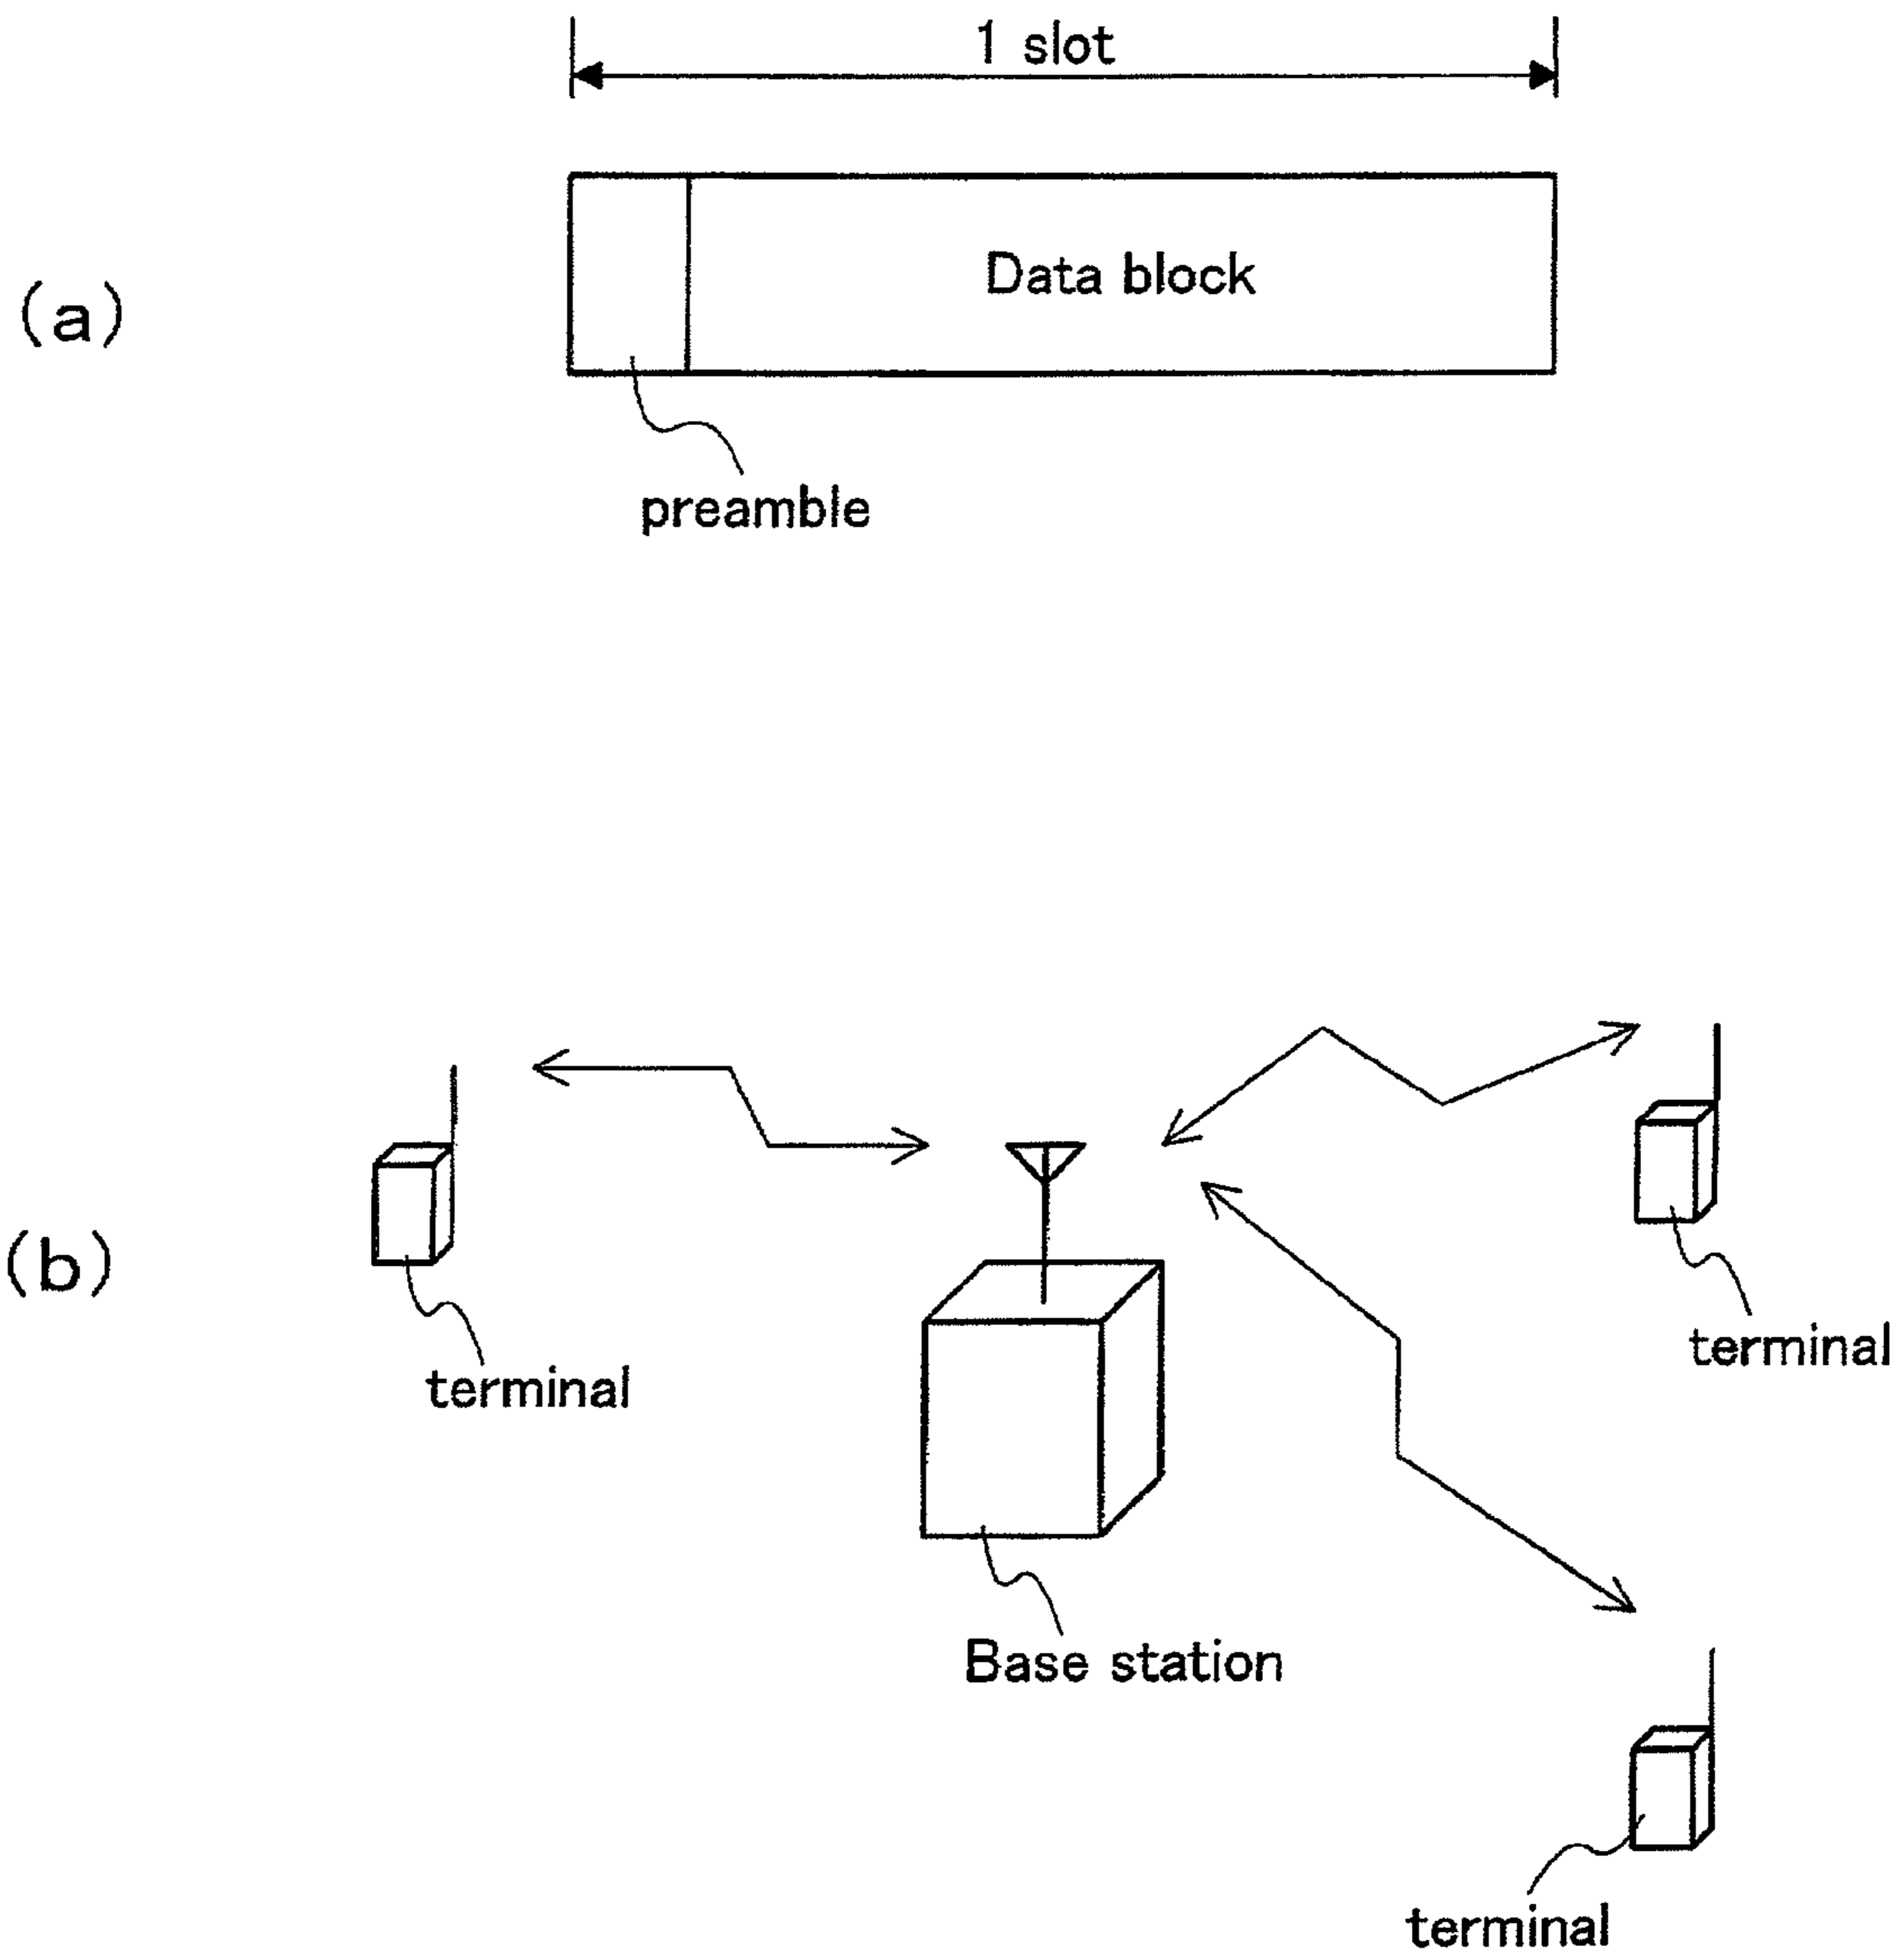 1 slot
(a)
Data block
preamble
(b)
terminal
terminal
Base station
terminal